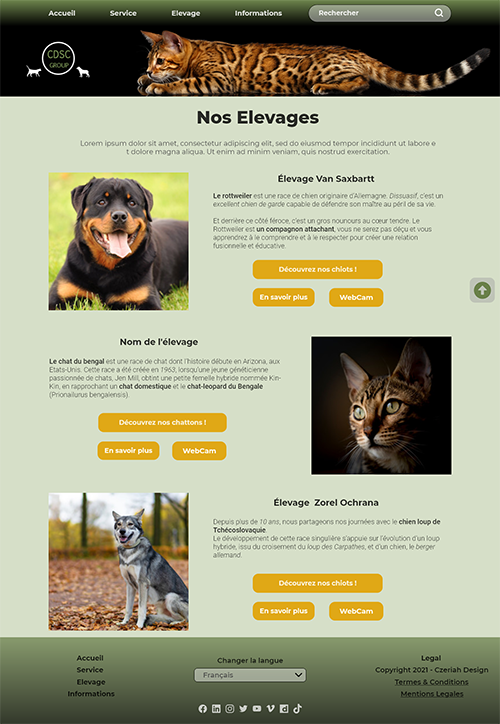 Accueil Service Elevage Informations Rechercher
CDSC
GROUP
Nos Elevages
Lorem ipsum dolor sit amet, consectetur adipiscing elit, sed do eiusmod tempor incididunt ut labore e
t dolore magna aliqua. Ut enim ad minim veniam, quis nostrud exercitation.
Élevage Van Saxbartt
Le rottweiler est une race de chien originaire d'Allemagne. Dissuasif, c'est un
excellent chien de garde capable de défendre son maître au péril de sa vie.
Et derrière ce côté féroce, c'est un gros nounours au cœur tendre. Le
Rottweiler est un compagnon attachant, vous ne serez pas déçu et vous
apprendrez à le comprendre et à le respecter pour créer une relation
fusionnelle et éducative.
Découvrez nos chiots !
En savoir plus WebCam
Nom de l'élevage
Le chat du bengal est une race de chat dont l'histoire débute en Arizona, aux
Etats-Unis. Cette race a été créée en 1963, lorsqu'une jeune généticienne
passionnée de chats, Jen Mill, obtint une petite femelle hybride nommée Kin-
Kin, en rapprochant un chat domestique et le chat-leopard du Bengale
(Prionailurus bengalensis).
Découvrez nos chattons !
En savoir plus WebCam
Élevage Zorel Ochrana
Depuis plus de 10 ans, nous partageons nos journées avec le chien loup de
Tchécoslovaquie.
Le développement de cette race singulière s'appuie sur l'évolution d'un loup
hybride, issu du croisement du loup des Carpathes, et d'un chien, le berger
allemand.
Découvrez nos chiots !
En savoir plus WebCam
Accueil
Service
Elevage
Informations
Changer la langue
Français
Legal
Copyright 2021 - Czeriah Design
Termes & Conditions
Mentions Legales